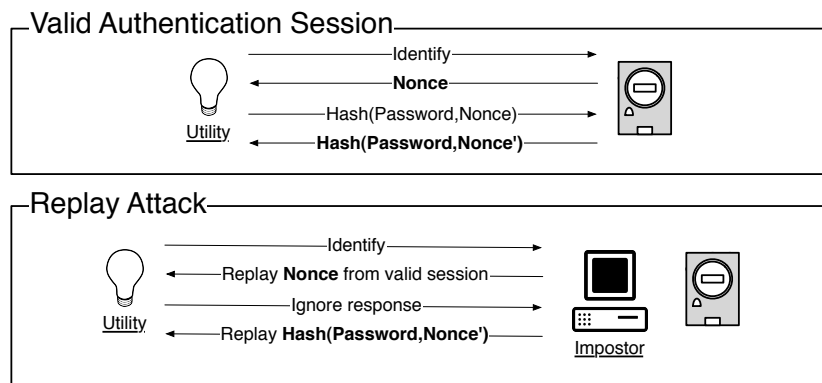 Valid Authentication Session
Identify
Nonce
Hash(Password,Nonce)
Hash(Password,Nonce')
Utility
Replay Attack
Identify
Replay Nonce from valid session
Ignore response
Replay Hash(Password,Nonce')
Utility
Impostor